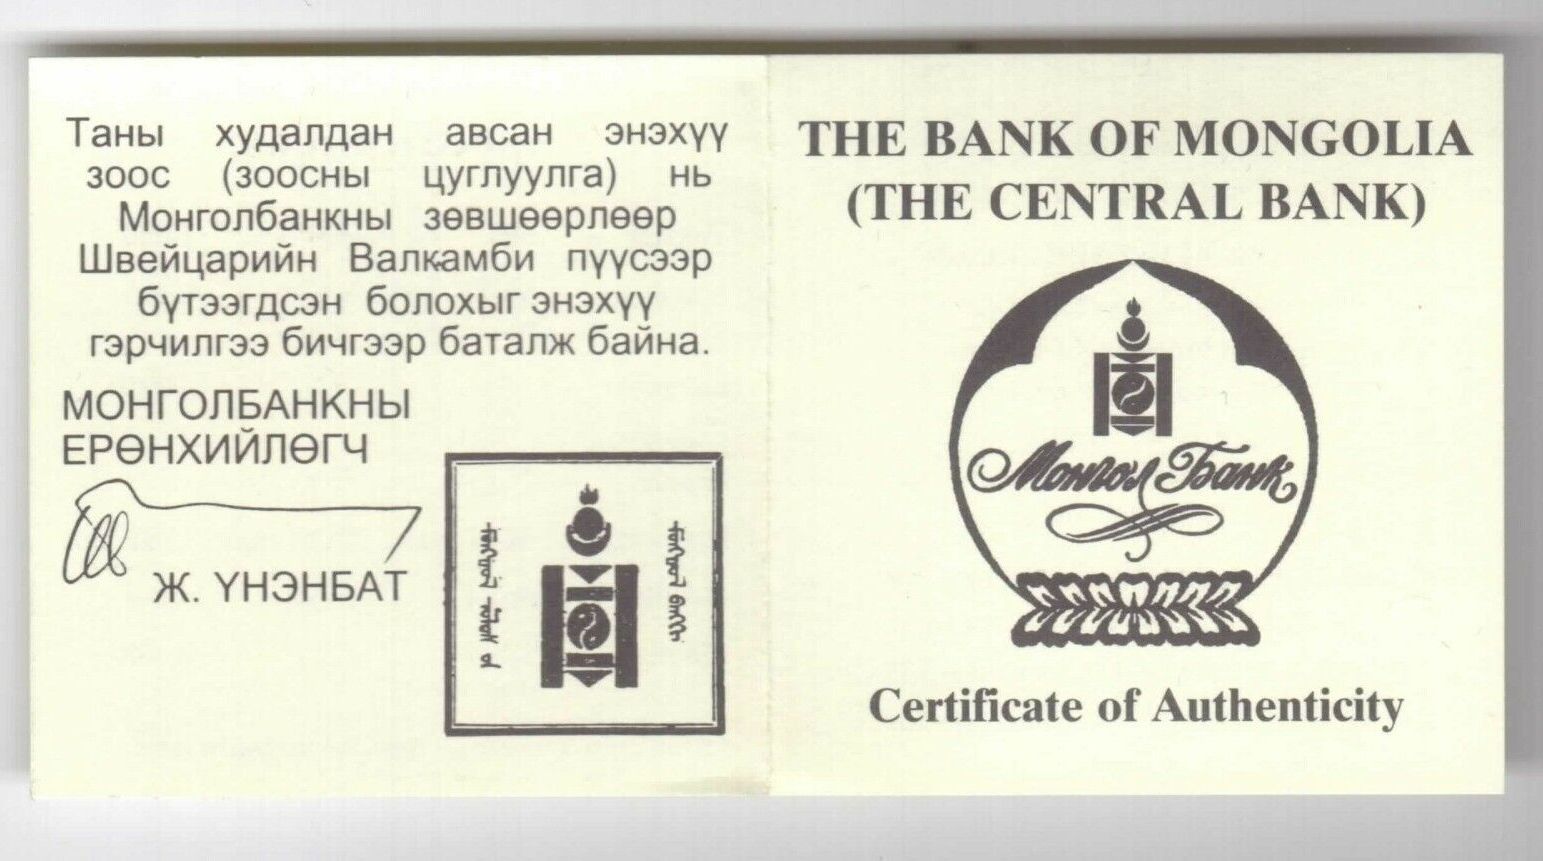 Таны худалдан авсан энэхүү
зоос (зоосны цуглуулга) нь
Монголбанкны зөвшөөрлөөр
Швейцарийн Валкамби пүүсээр
бүтээгдсэн болохыг энэхүү
гэрчилгээ бичгээр баталж байна.
МОНГОЛБАНКНЫ
ЕРӨНХИЙЛӨГЧ
Ж. ҮНЭНБАТ
THE BANK OF MONGOLIA
(THE CENTRAL BANK)
Монгол Банк
Certificate of Authenticity